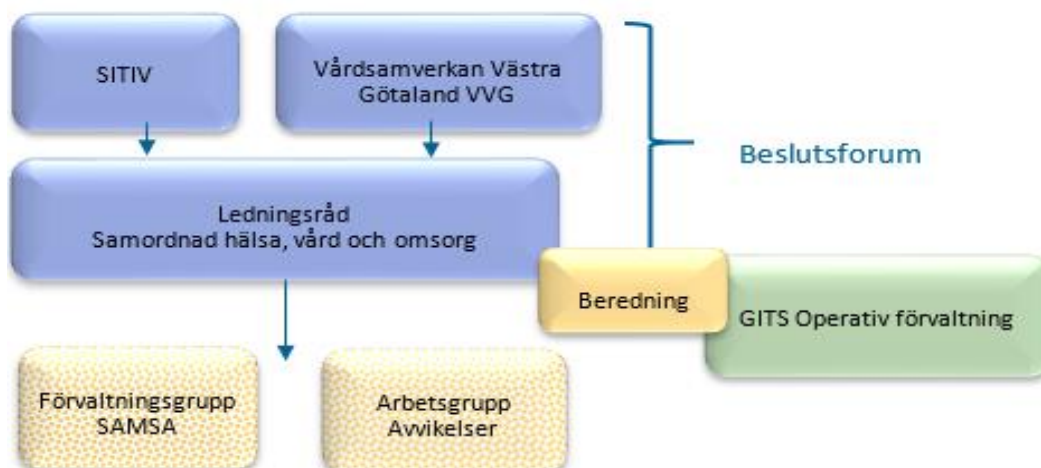 SITIV
Vårdsamverkan Västra
Götaland VVG
Beslutsforum
Ledningsråd
Samordnad hälsa, vård och omsorg
Beredning
GITS Operativ förvaltning
Förvaltningsgrupp
SAMSA
Arbetsgrupp
Avvikelser